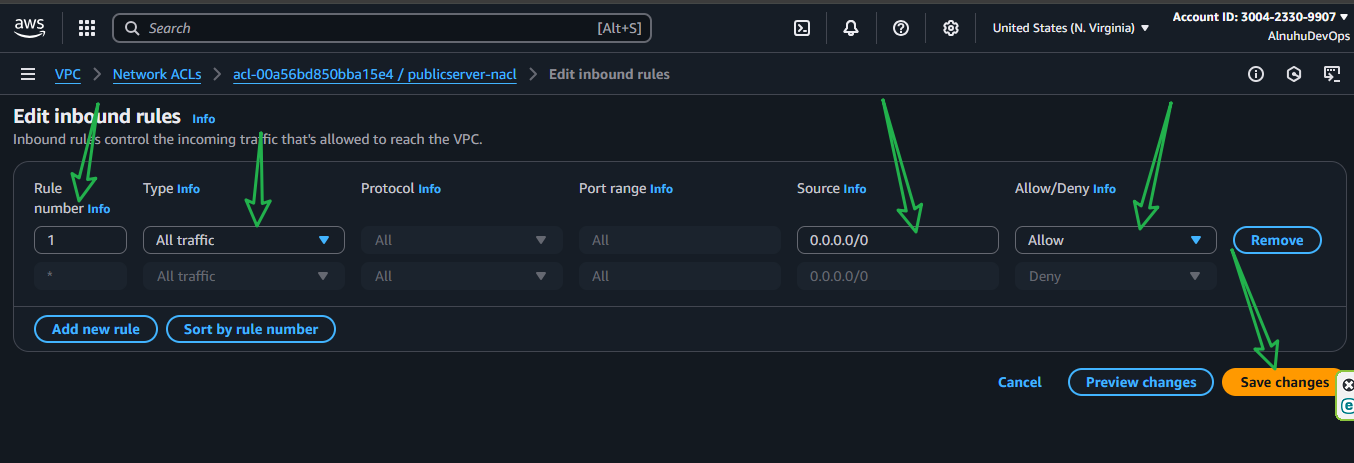 aws
Search [Alt+S] United States (N. Virginia) Account ID: 3004-2330-9907
AlnuhuDevOps
VPC Network ACLs acl-00a56bd850bba15e4 / publicserver-nacl Edit inbound rules
Edit inbound rules Info
Inbound rules control the incoming traffic that's allowed to reach the VPC.
Rule number Info Type Info Protocol Info Port range Info Source Info Allow/Deny Info
1 All traffic All All 0.0.0.0/0 Allow Remove
* All traffic All All 0.0.0.0/0 Deny
Add new rule Sort by rule number
Cancel Preview changes Save changes